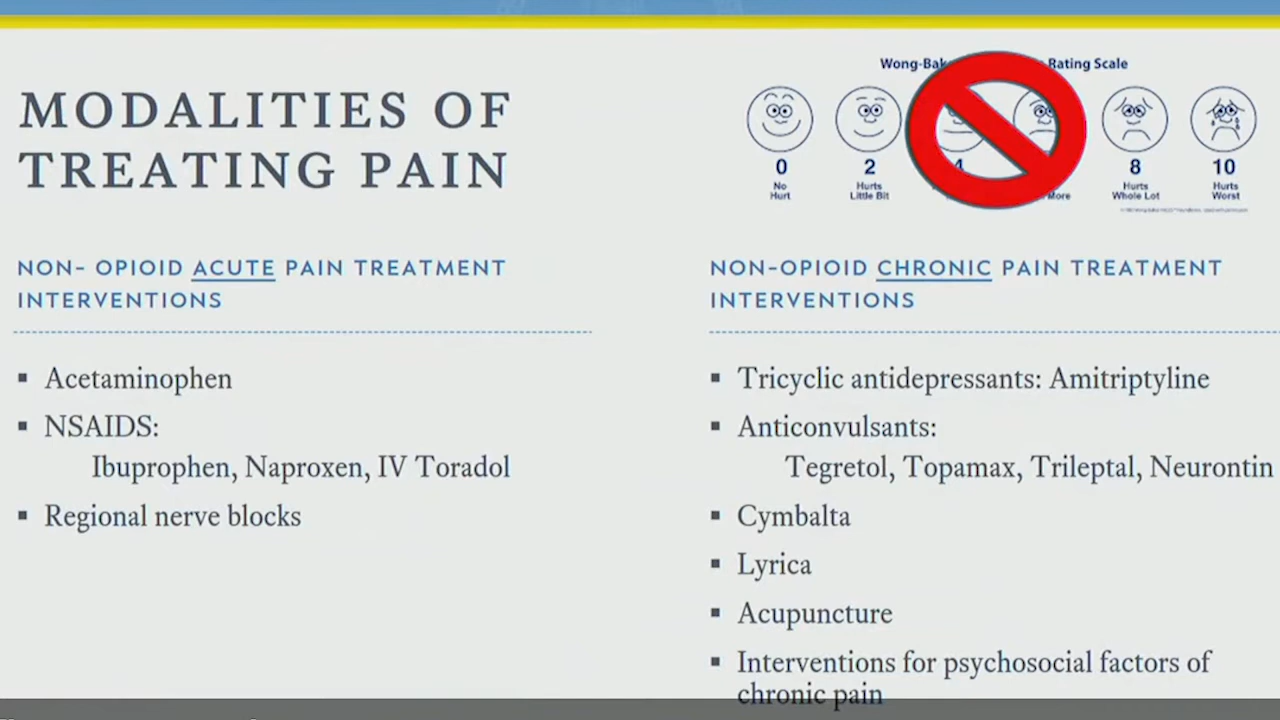 MODALITIES OF
TREATING PAIN
Rating Scale
0
2
4
8
10
No
Hurt
Hurts
Little Bit
More
Hurts
Whole Lot
Hurts
Worst
NON- OPIOID ACUTE PAIN TREATMENT
INTERVENTIONS
▪ Acetaminophen
▪ NSAIDS:
Ibuprophen, Naproxen, IV Toradol
▪ Regional nerve blocks
NON-OPIOID CHRONIC PAIN TREATMENT
INTERVENTIONS
▪ Tricyclic antidepressants: Amitriptyline
▪ Anticonvulsants:
Tegretol, Topamax, Trileptal, Neurontin
▪ Cymbalta
▪ Lyrica
▪ Acupuncture
▪ Interventions for psychosocial factors of
chronic pain